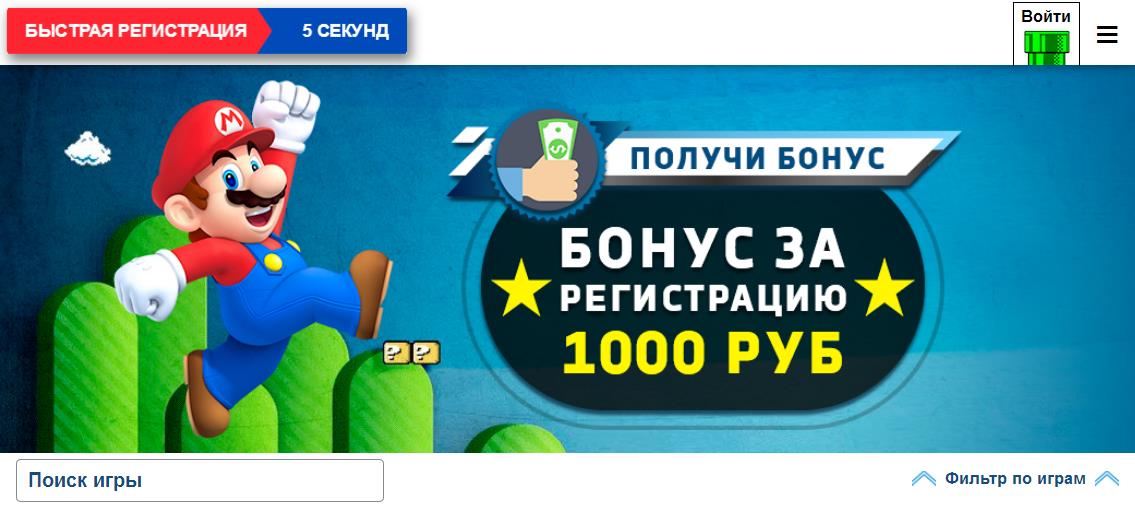 БЫСТРАЯ РЕГИСТРАЦИЯ
5 СЕКУНД
Войти
M
ПОЛУЧИ БОНУС
БОНУС ЗА
РЕГИСТРАЦИЮ
1000 РУБ
? ?
Поиск игры
Фильтр по играм